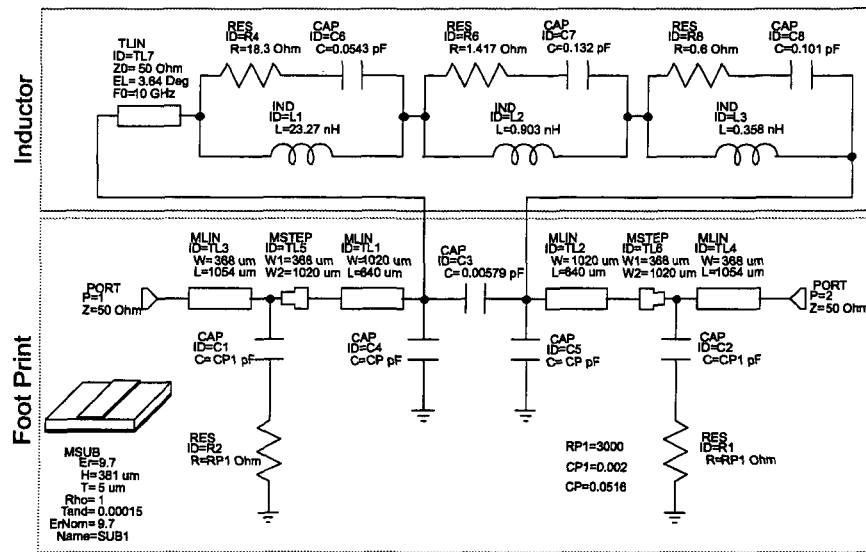 Inductor
TLIN
ID=TL7
Z0= 50 Ohm
EL= 3.64 Deg
F0=10 GHz
RES
ID=R4
R=18.3 Ohm
CAP
ID=C6
C=0.0543 pF
IND
ID=L1
L=23.27 nH
RES
ID=R6
R=1.417 Ohm
CAP
ID=C7
C=0.132 pF
IND
ID=L2
L=0.903 nH
RES
ID=R8
R=0.6 Ohm
CAP
ID=C8
C=0.101 pF
IND
ID=L3
L=0.358 nH
Foot Print
PORT
P=1
Z=50 Ohm
MLIN
ID=TL3
W=368 um
L=1054 um
MSTEP
ID=TL5
W1=368 um
W2=1020 um
MLIN
ID=TL1
W=1020 um
L=640 um
CAP
ID=C3
C=0.00579 pF
MLIN
ID=TL2
W=1020 um
L=640 um
MSTEP
ID=TL6
W1=368 um
W2=1020 um
MLIN
ID=TL4
W=368 um
L=1054 um
PORT
P=2
Z=50 Ohm
CAP
ID=C1
C=CP1 pF
CAP
ID=C4
C=CP pF
CAP
ID=C5
C= CP pF
CAP
ID=C2
C=CP1 pF
RES
ID=R2
R=RP1 Ohm
RP1=3000
CP1=0.002
CP=0.0516
RES
ID=R1
R=RP1 Ohm
MSUB
Er=9.7
H=381 um
T= 5 um
Rho= 1
Tand= 0.00015
ErNom= 9.7
Name=SUB1